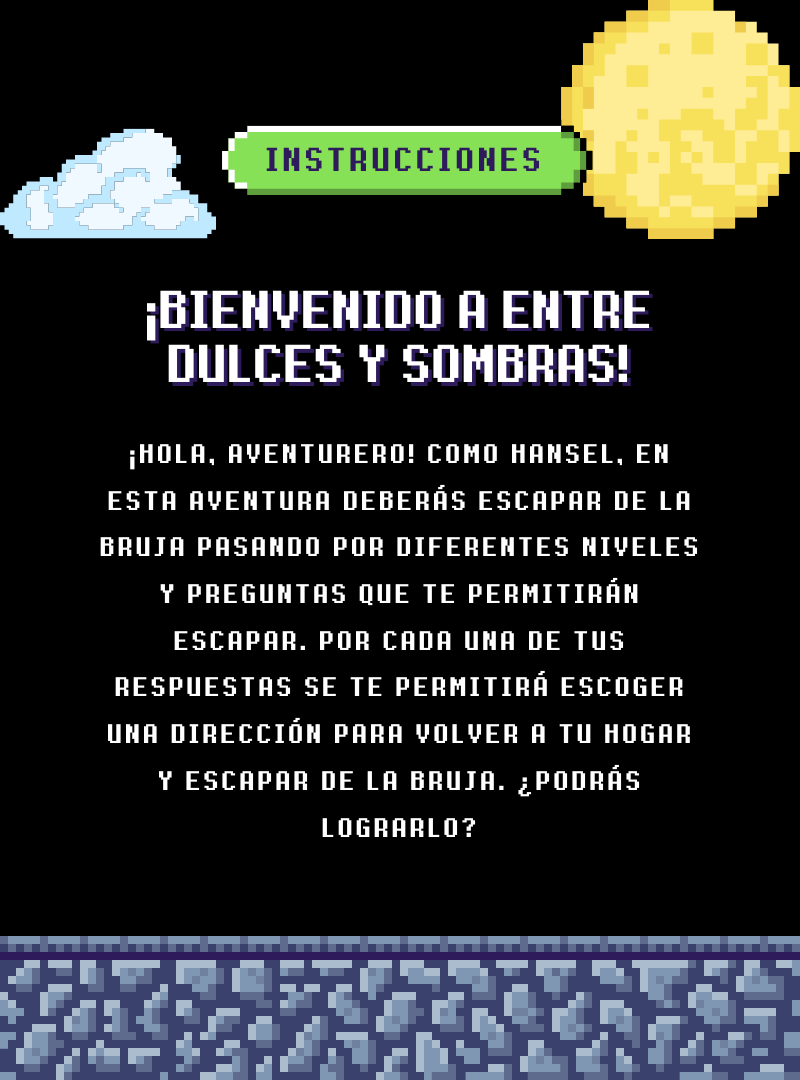 INSTRUCCIONES
¡BIENVENIDO A ENTRE
DULCES Y SOMBRAS!
¡HOLA, AVENTURERO! COMO HANSEL, EN
ESTA AVENTURA DEBERÁS ESCAPAR DE LA
BRUJA PASANDO POR DIFERENTES NIVELES
Y PREGUNTAS QUE TE PERMITIRÁN
ESCAPAR. POR CADA UNA DE TUS
RESPUESTAS SE TE PERMITIRÁ ESCOGER
UNA DIRECCIÓN PARA VOLVER A TU HOGAR
Y ESCAPAR DE LA BRUJA. ¿PODRÁS
LOGRARLO?